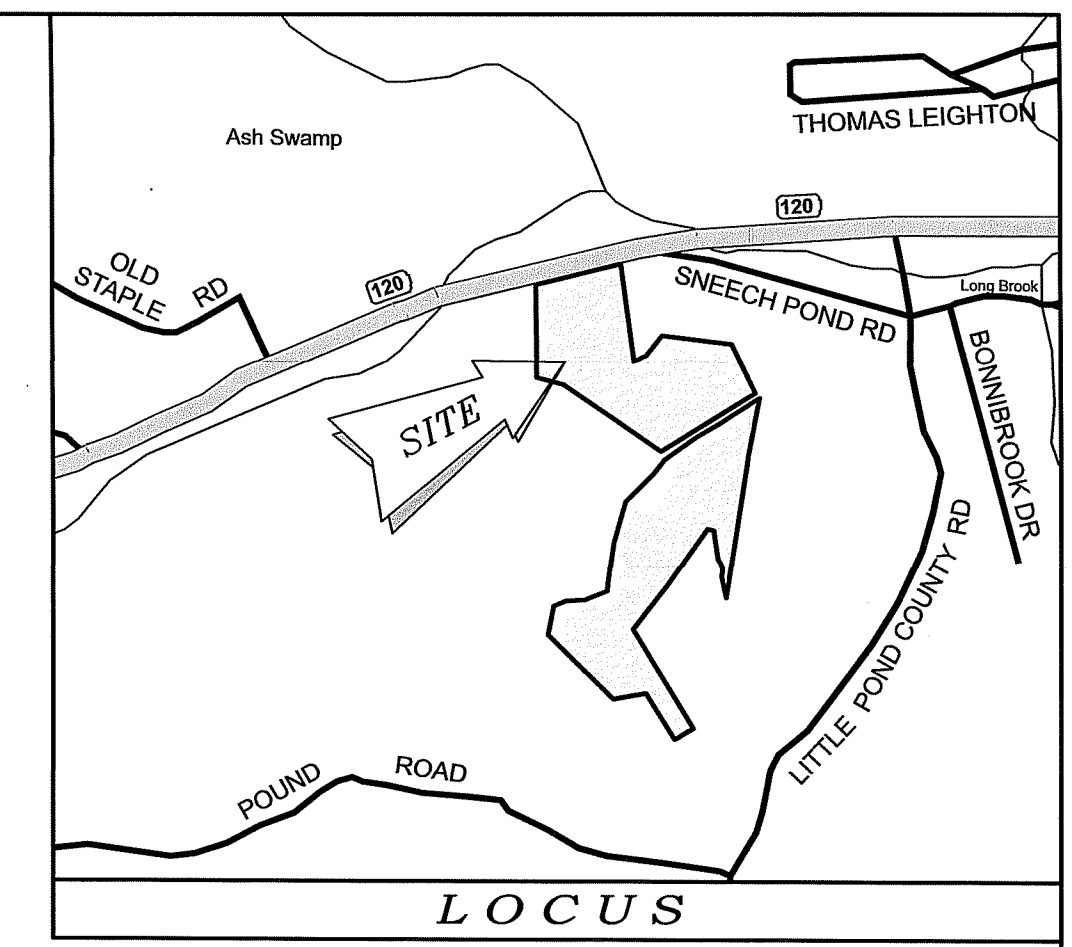 THOMAS LEIGHTON
Ash Swamp
120
OLD
STAPLE RD
120
SNEECH POND RD
Long Brook
BONNIBROOK DR
SITE
LITTLE POND COUNTY RD
POUND ROAD
LOCUS